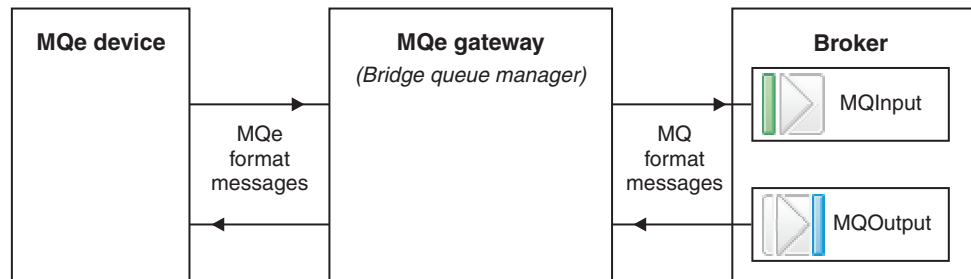 MQe device
MQe gateway
(Bridge queue manager)
Broker
MQInput
MQe
format
messages
MQ
format
messages
MQOutput